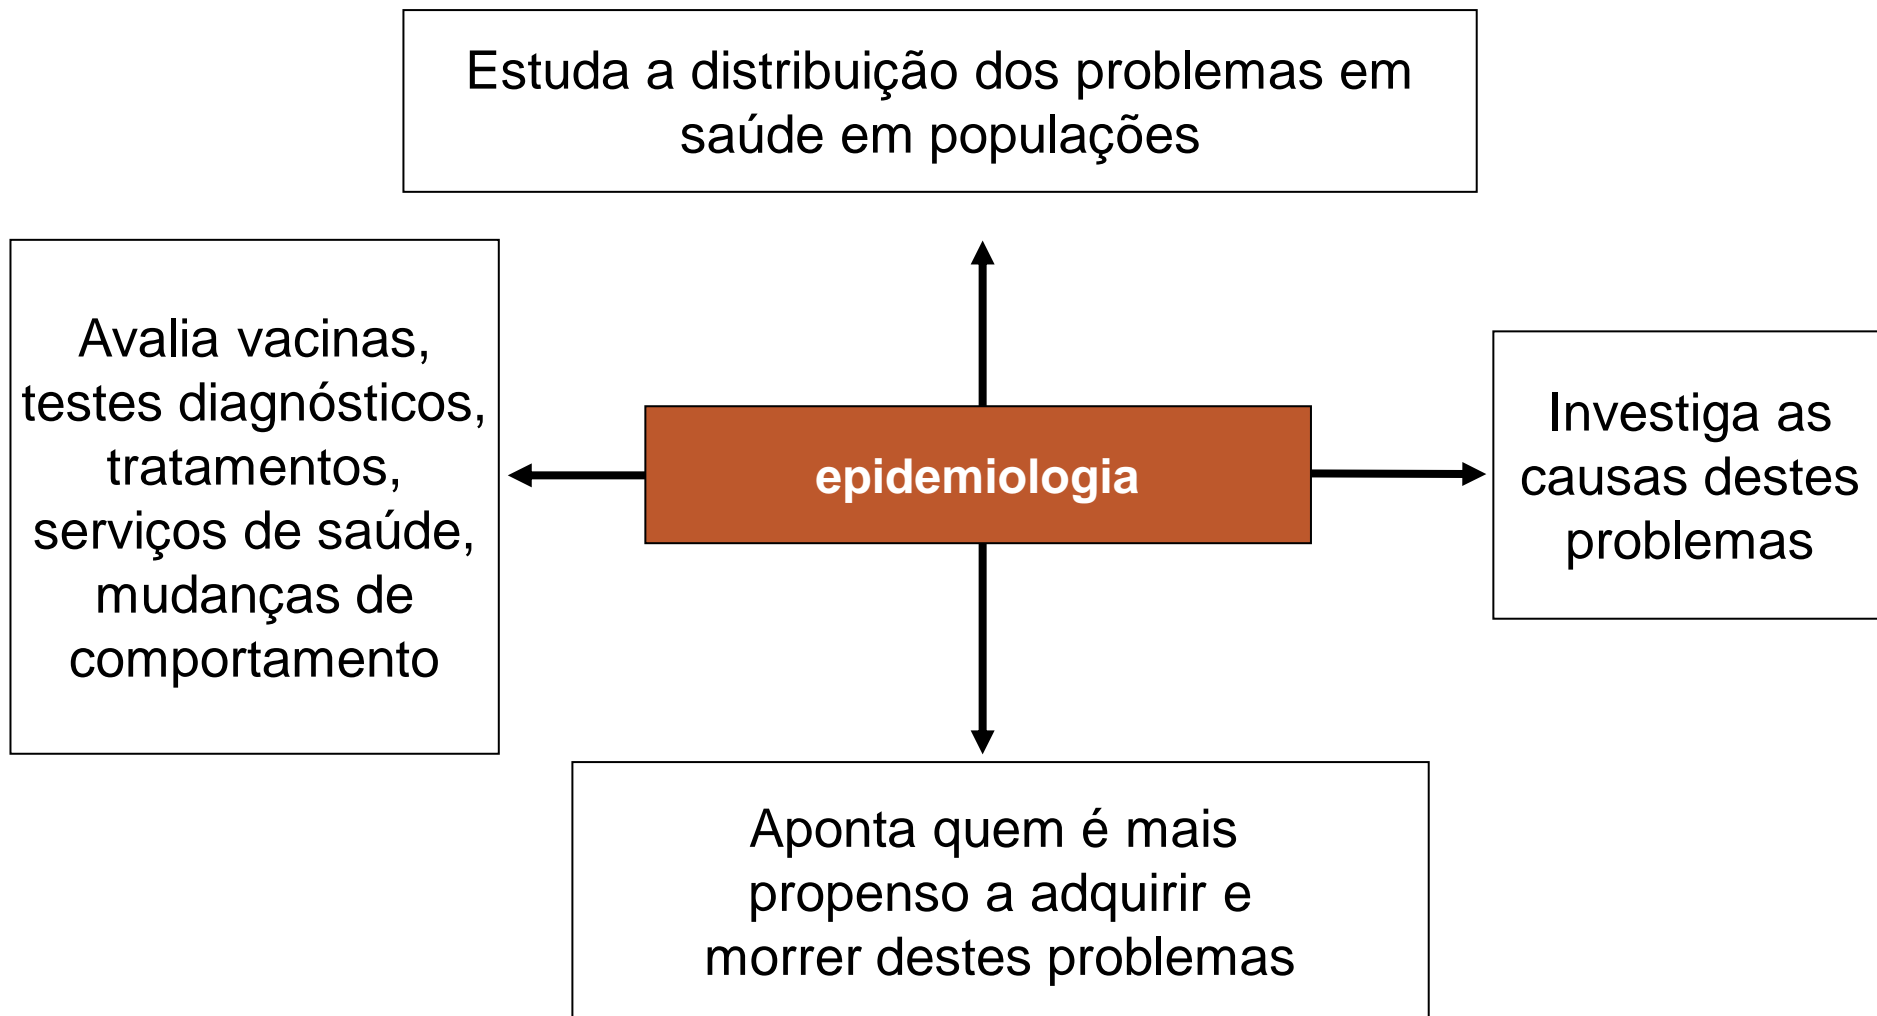 Estuda a distribuição dos problemas em
saúde em populações
Avalia vacinas,
testes diagnósticos,
tratamentos,
serviços de saúde,
mudanças de
comportamento
epidemiologia
Investiga as
causas destes
problemas
Aponta quem é mais
propenso a adquirir e
morrer destes problemas